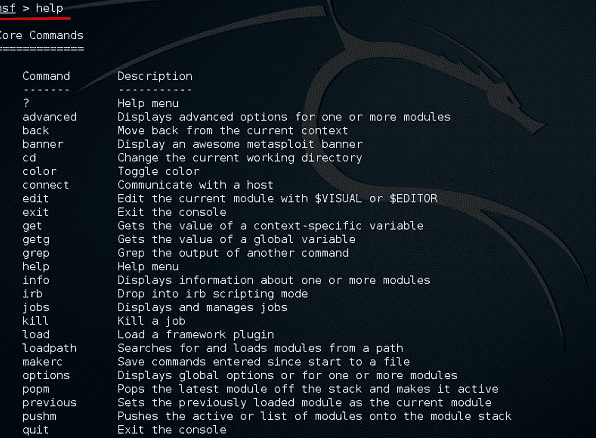 msf > help
Core Commands
=============
Command Description
------- -----------
? Help menu
advanced Displays advanced options for one or more modules
back Move back from the current context
banner Display an awesome metasploit banner
cd Change the current working directory
color Toggle color
connect Communicate with a host
edit Edit the current module with $VISUAL or $EDITOR
exit Exit the console
get Gets the value of a context-specific variable
getg Gets the value of a global variable
grep Grep the output of another command
help Help menu
info Displays information about one or more modules
irb Drop into irb scripting mode
jobs Displays and manages jobs
kill Kill a job
load Load a framework plugin
loadpath Searches for and loads modules from a path
makerc Save commands entered since start to a file
options Displays global options or for one or more modules
popm Pops the latest module off the stack and makes it active
previous Sets the previously loaded module as the current module
pushm Pushes the active or list of modules onto the module stack
quit Exit the console